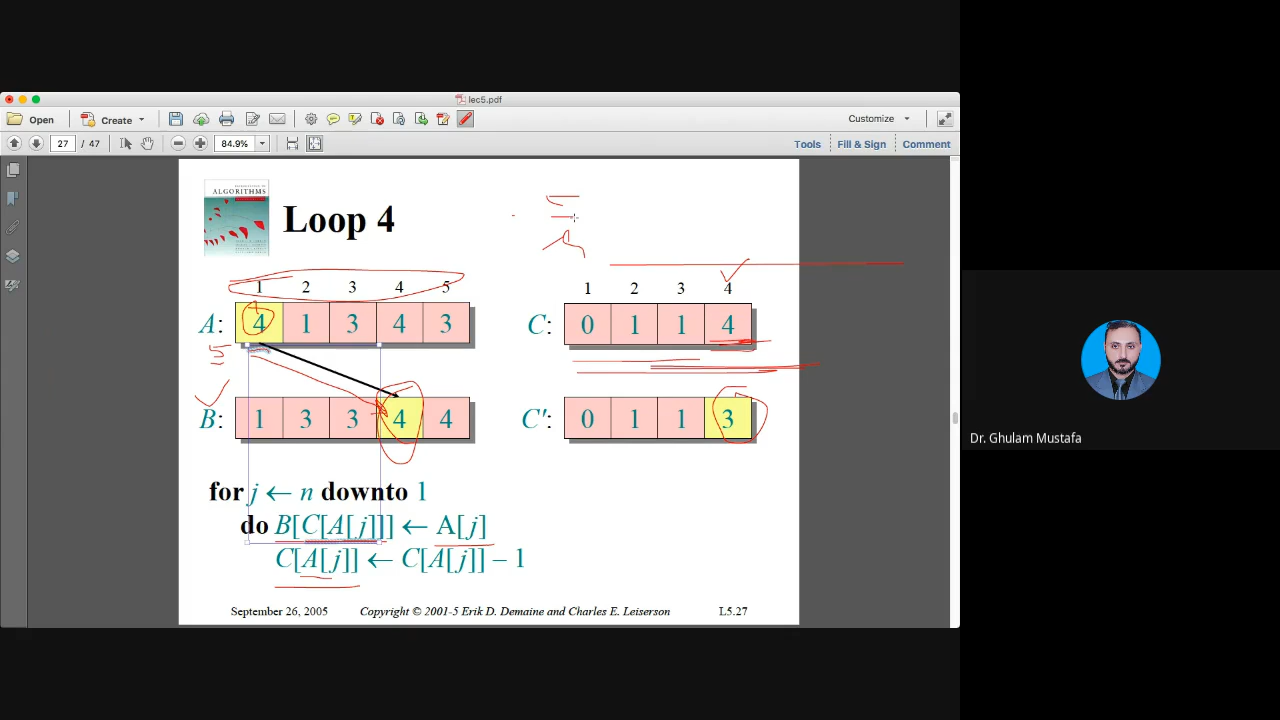 lec5.pdf
Open Create Customize
27 / 47 84.9% Tools Fill & Sign Comment
ALGORITHMS
Loop 4
1 2 3 4 5 1 2 3 4
A: 4 1 3 4 3 C: 0 1 1 4
5
B: 1 3 3 4 4 C': 0 1 1 3
for j ← n downto 1
do B[C[A[j]]] ← A[j]
C[A[j]] ← C[A[j]] – 1
September 26, 2005 Copyright © 2001-5 Erik D. Demaine and Charles E. Leiserson L5.27
Dr. Ghulam Mustafa